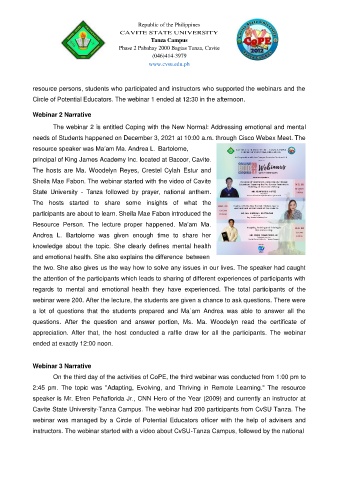 Republic of the Philippines
CAVITE STATE UNIVERSITY
Tanza Campus
Phase 2 Pabahay 2000 Bagtas Tanza, Cavite
(046)414-3979
www.cvsu.edu.ph
resource persons, students who participated and instructors who supported the webinars and the
Circle of Potential Educators. The webinar 1 ended at 12:30 in the afternoon.
Webinar 2 Narrative
The webinar 2 is entitled Coping with the New Normal: Addressing emotional and mental
needs of Students happened on December 3, 2021 at 10:00 a.m. through Cisco Webex Meet. The
resource speaker was Ma'am Ma. Andrea L. Bartolome,
principal of King James Academy Inc. located at Bacoor, Cavite.
The hosts are Ma. Woodelyn Reyes, Crestel Cylah Estur and
Sheila Mae Fabon. The webinar started with the video of Cavite
State University - Tanza followed by prayer, national anthem.
The hosts started to share some insights of what the
participants are about to learn. Sheila Mae Fabon introduced the
Resource Person. The lecture proper happened. Ma'am Ma.
Andrea L. Bartolome was given enough time to share her
knowledge about the topic. She clearly defines mental health
and emotional health. She also explains the difference between
the two. She also gives us the way how to solve any issues in our lives. The speaker had caught
the attention of the participants which leads to sharing of different experiences of participants with
regards to mental and emotional health they have experienced. The total participants of the
webinar were 200. After the lecture, the students are given a chance to ask questions. There were
a lot of questions that the students prepared and Ma'am Andrea was able to answer all the
questions. After the question and answer portion, Ms. Ma. Woodelyn read the certificate of
appreciation. After that, the host conducted a raffle draw for all the participants. The webinar
ended at exactly 12:00 noon.
Webinar 3 Narrative
On the third day of the activities of CoPE, the third webinar was conducted from 1:00 pm to
2:45 pm. The topic was "Adapting, Evolving, and Thriving in Remote Learning." The resource
speaker is Mr. Efren Peñaflorida Jr., CNN Hero of the Year (2009) and currently an instructor at
Cavite State University-Tanza Campus. The webinar had 200 participants from CvSU Tanza. The
webinar was managed by a Circle of Potential Educators officer with the help of advisers and
instructors. The webinar started with a video about CvSU-Tanza Campus, followed by the national
CoPE
Webinars